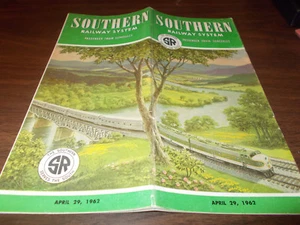 SOUTHERN
RAILWAY SYSTEM
SOUTHERN
RAILWAY SYSTEM
SR
SR
APRIL 29, 1962
APRIL 29, 1962